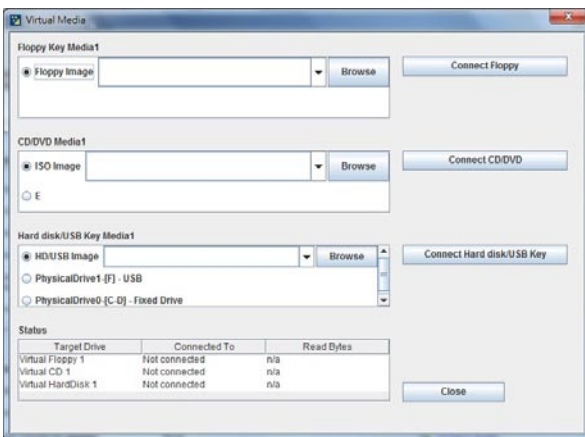 Virtual Media
Floppy Key Media1
Floppy Image Browse Connect Floppy
CD/DVD Media1
ISO Image Browse Connect CD/DVD
E
Hard disk/USB Key Media1
HD/USB Image Browse Connect Hard disk/USB Key
PhysicalDrive1-[F] - USB
PhysicalDrive0-[C-D] - Fixed Drive
Status
Target Drive Connected To Read Bytes
Virtual Floppy 1 Not connected n/a
Virtual CD 1 Not connected n/a
Virtual HardDisk 1 Not connected n/a
Close